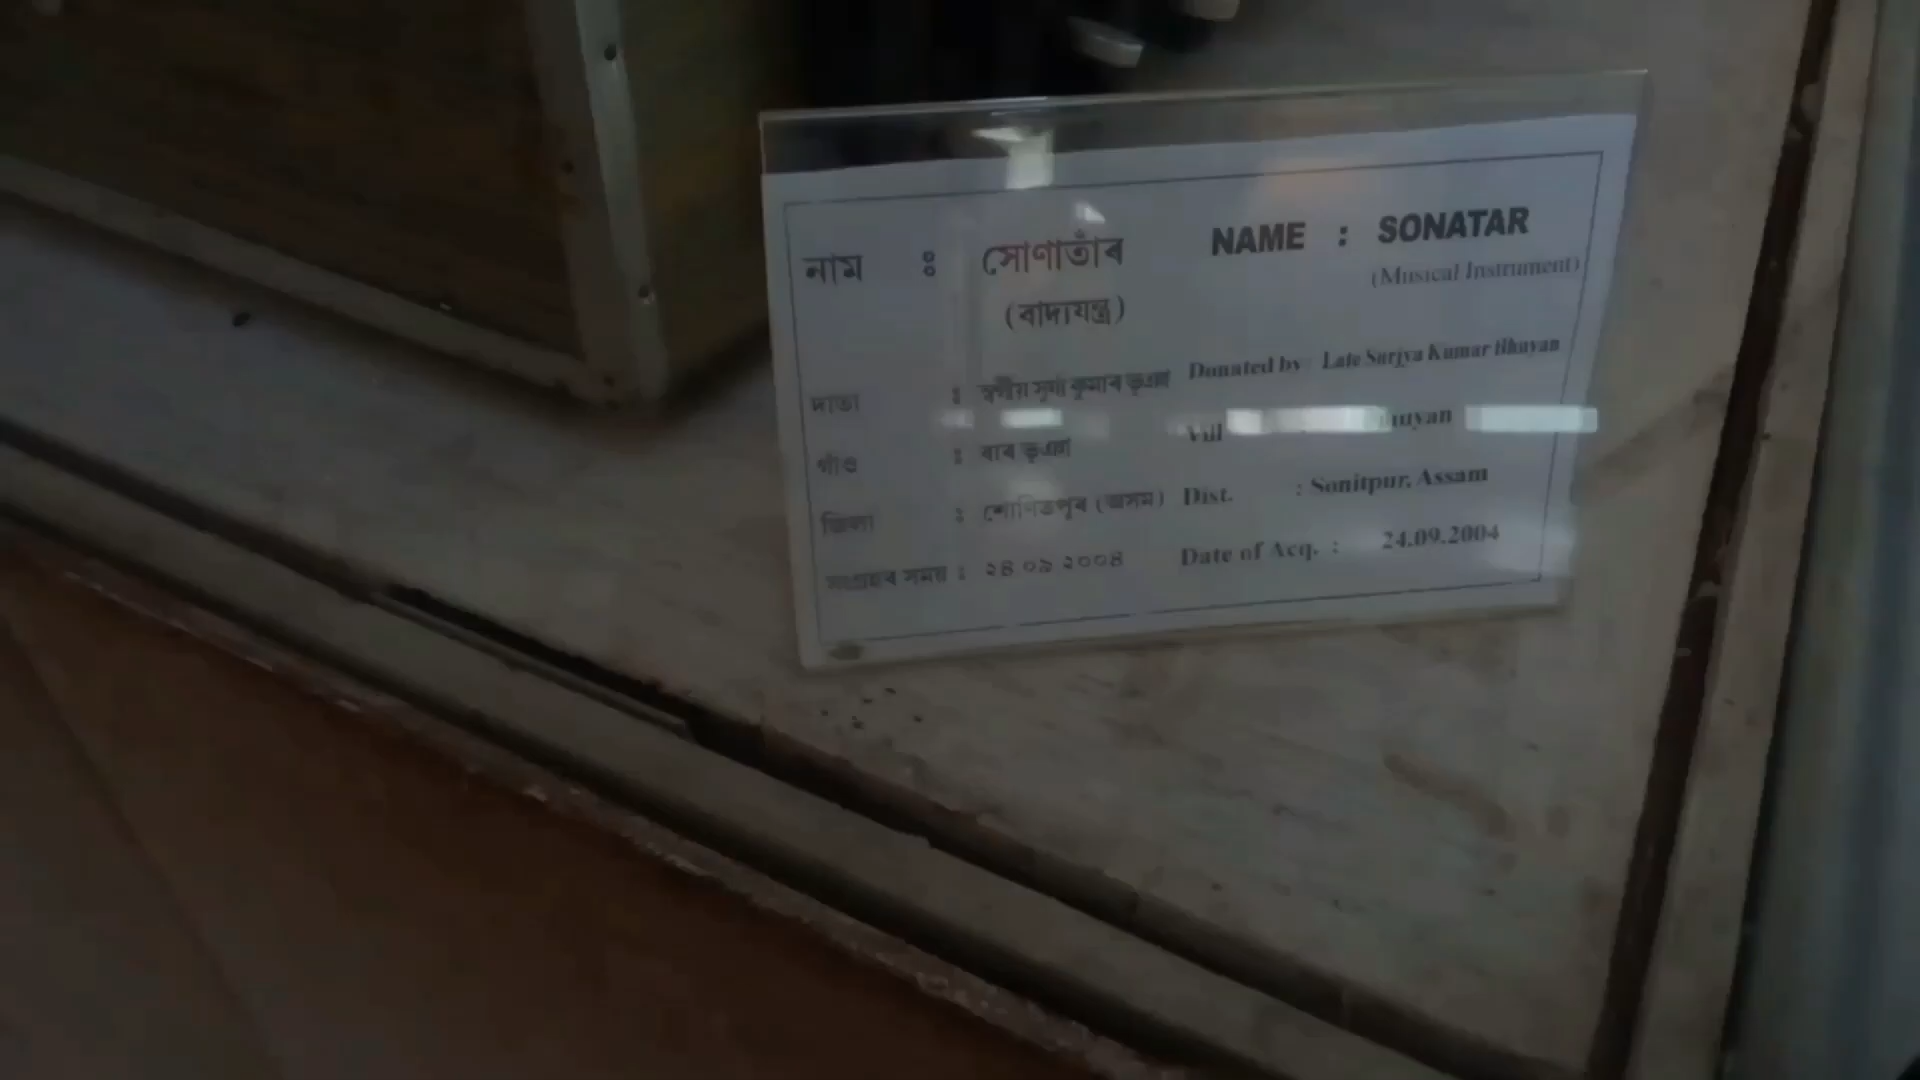 নাম : সোণাতাঁৰ
(বাদ্যযন্ত্ৰ)
দাতা : স্বৰ্গীয় সূৰ্য্য কুমাৰ ভূঞা
গাঁও : বাৰ ভূঞা
জিলা : শোণিতপুৰ (অসম)
সংগ্ৰহৰ সময় : ২৪ ০৯ ২০০৪
NAME : SONATAR
(Musical Instrument)
Donated by : Late Surjya Kumar Bhuyan
Vill
Dist. : Sonitpur, Assam
Date of Acq. : 24.09.2004